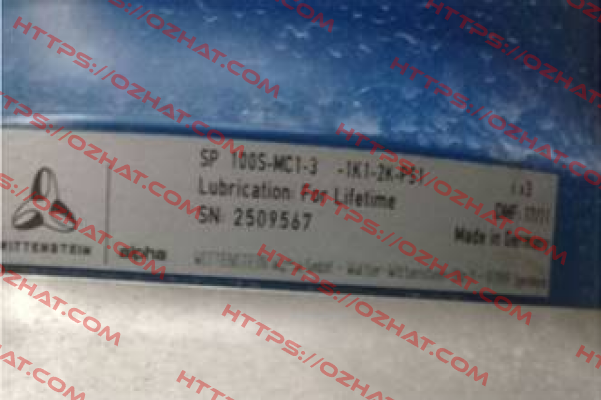 SP 100S-MC1-3 -1K1-2K-PS1 i=3
Lubrication: For Lifetime
SN: 2509567
DMF
Made in Germany
WITTENSTEIN alpha
HTTPS://OZHAT.COM